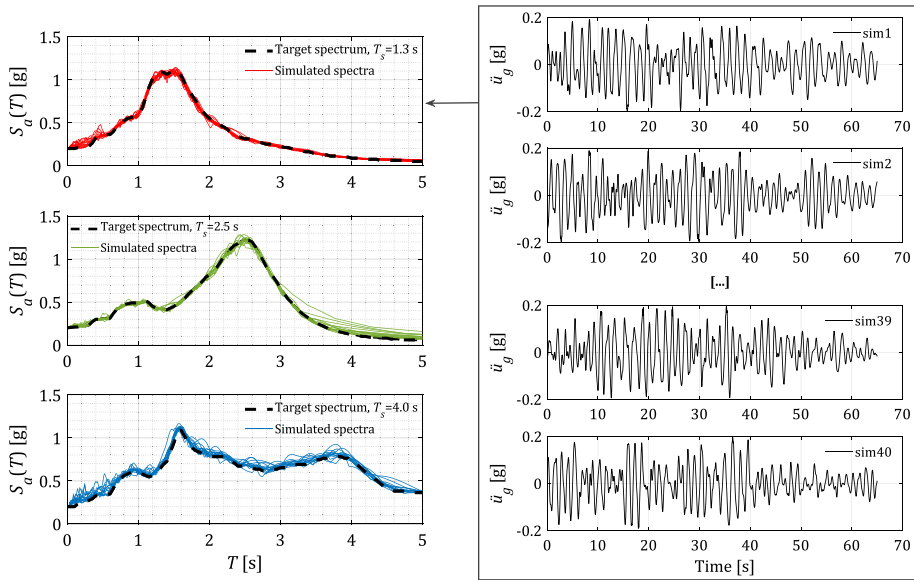 1.5
1
0.5
0
S_a(T) [g]
Target spectrum, T_s=1.3 s
Simulated spectra
0 1 2 3 4 5
1.5
1
0.5
0
S_a(T) [g]
Target spectrum, T_s=2.5 s
Simulated spectra
0 1 2 3 4 5
1.5
1
0.5
0
S_a(T) [g]
Target spectrum, T_s=4.0 s
Simulated spectra
0 1 2 3 4 5
T [s]
0.2
0
-0.2
ü_g [g]
sim1
0 10 20 30 40 50 60 70
0.2
0
-0.2
ü_g [g]
sim2
0 10 20 30 40 50 60 70
[...]
0.2
0
-0.2
ü_g [g]
sim39
0 10 20 30 40 50 60 70
0.2
0
-0.2
ü_g [g]
sim40
0 10 20 30 40 50 60 70
Time [s]